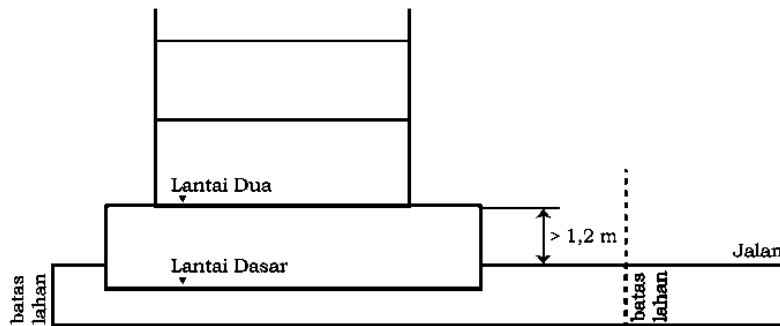 Lantai Dua
> 1,2 m
Jalan
Lantai Dasar
batas
lahan
batas
lahan